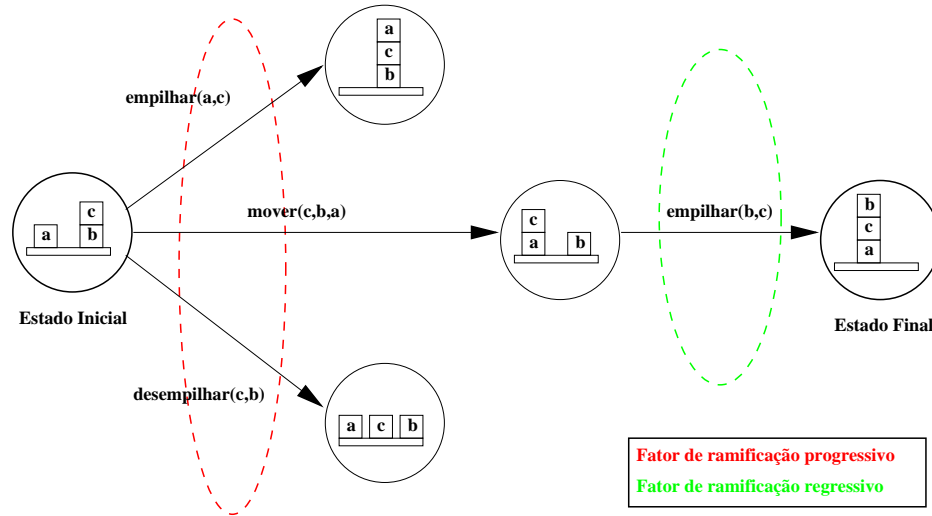 a
c
b
empilhar(a,c)
c
a b
Estado Inicial
mover(c,b,a)
c
a b
empilhar(b,c)
b
c
a
Estado Final
desempilhar(c,b)
a c b
Fator de ramificação progressivo
Fator de ramificação regressivo